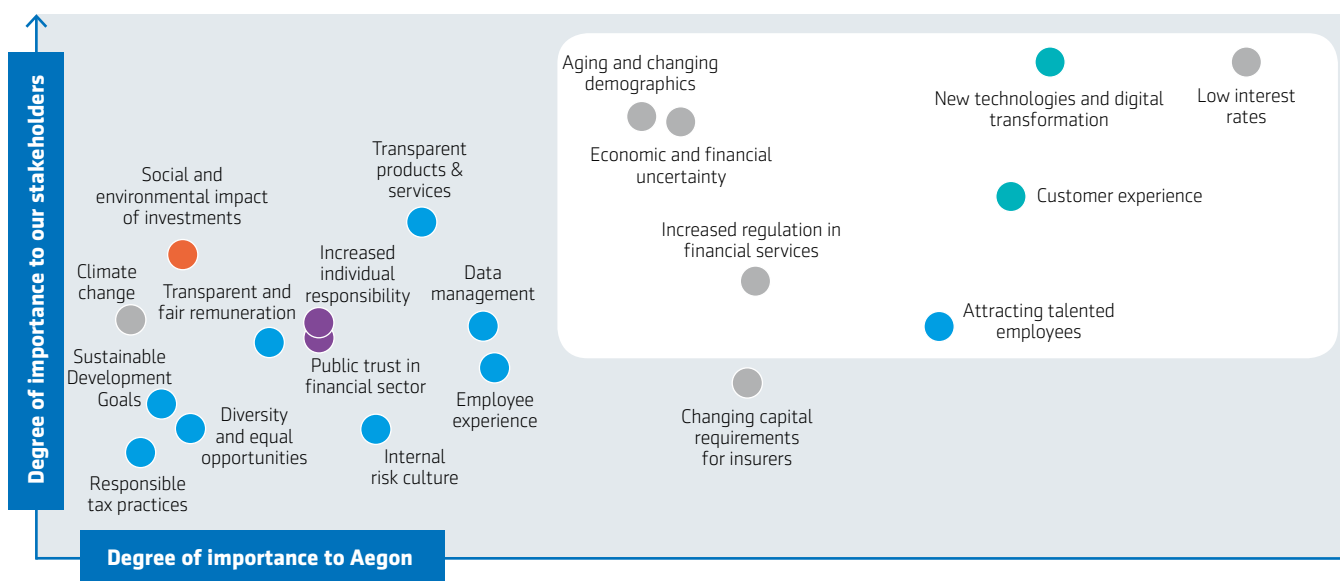 Degree of importance to our stakeholders
Aging and changing
demographics
New technologies and digital
transformation
Low interest
rates
Economic and financial
uncertainty
Transparent
products &
services
Social and
environmental impact
of investments
Customer experience
Increased regulation in
financial services
Increased
individual
responsibility
Data
management
Climate
change
Transparent and
fair remuneration
Attracting talented
employees
Sustainable
Development
Goals
Public trust in
financial sector
Employee
experience
Diversity
and equal
opportunities
Changing capital
requirements
for insurers
Internal
risk culture
Responsible
tax practices
Degree of importance to Aegon